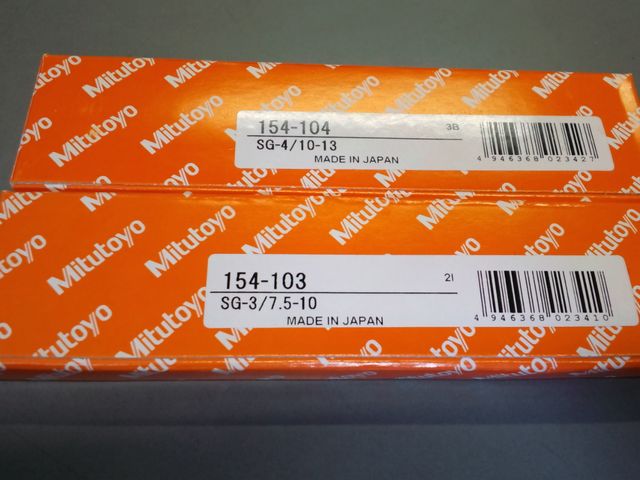 Mitutoyo
154-104
3B
SG-4/10-13
MADE IN JAPAN
4 946368 023427
Mitutoyo
154-103
2I
SG-3/7.5-10
MADE IN JAPAN
4 946368 023410